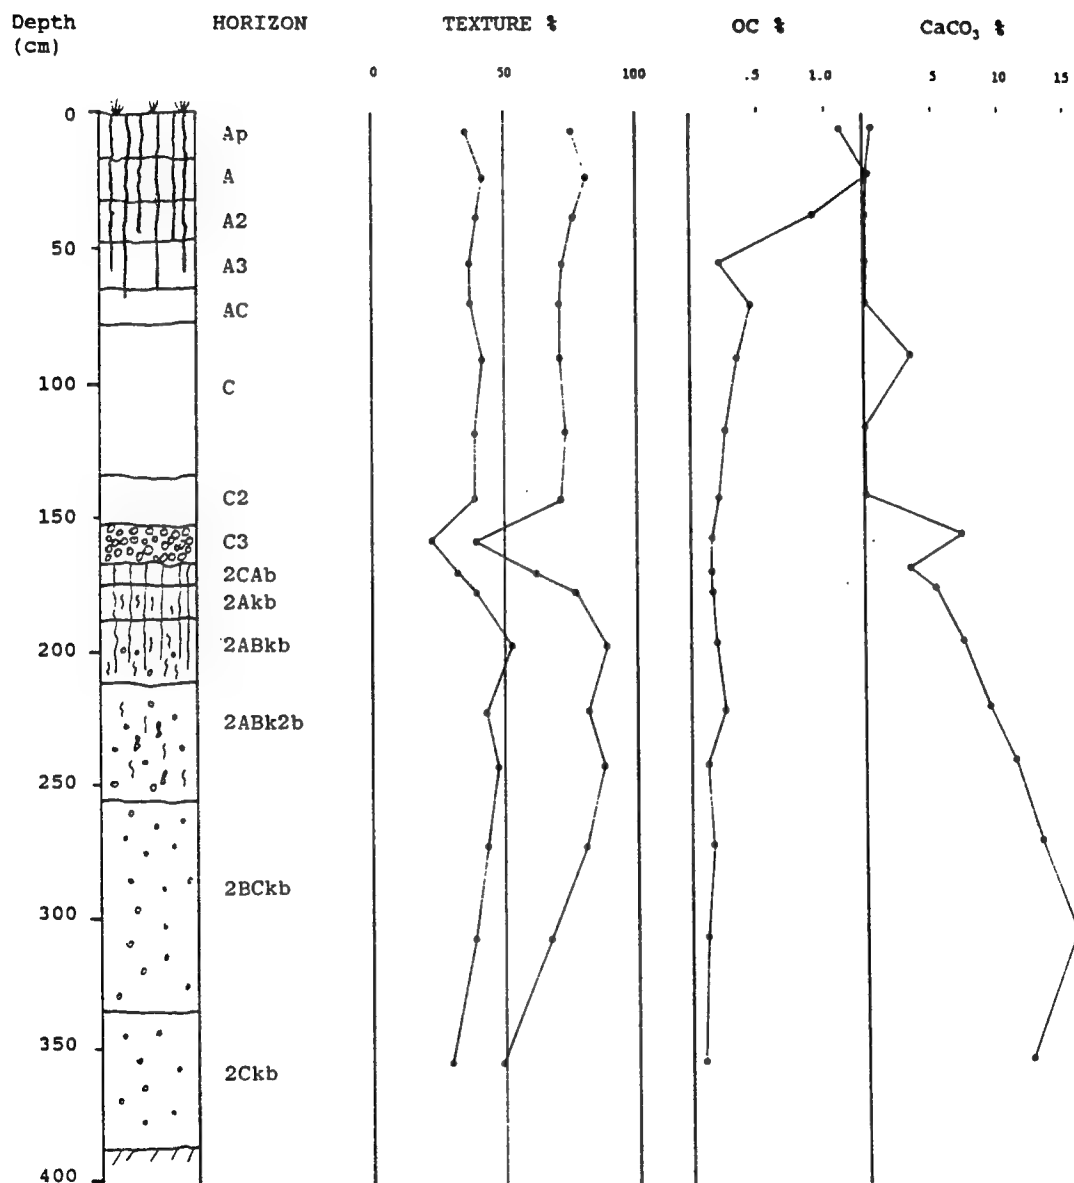 Depth HORIZON TEXTURE % OC % CaCO₃ %
(cm)
0 50 100 .5 1.0 5 10 15
0
Ap
A
A2
50
A3
AC
100
C
C2
150
C3
2CAb
2Akb
200
2ABkb
2ABk2b
250
2BCkb
300
350
2Ckb
400